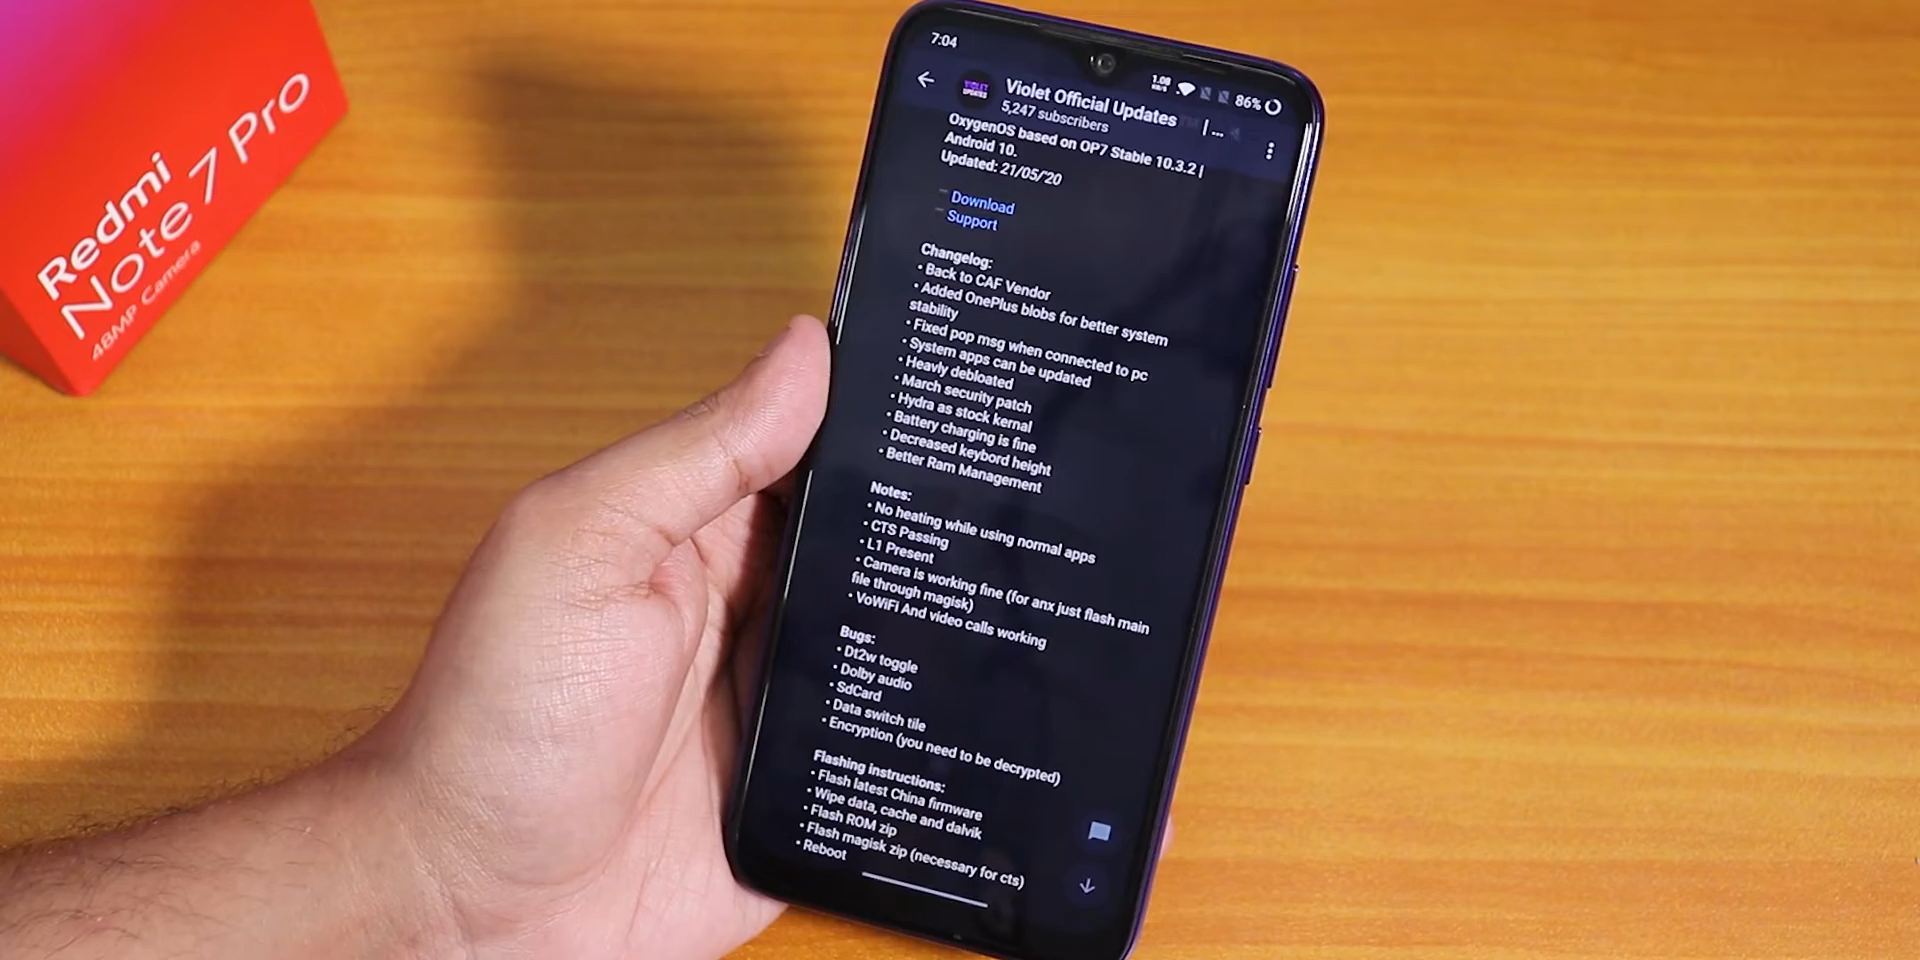 Redmi
Note 7 Pro
48MP Camera
7:04
1.08
KB/S
86%
VIOLET
UPDATES
Violet Official Updates
| ...
5,247 subscribers
OxygenOS based on OP7 Stable 10.3.2 |
Android 10.
Updated: 21/05/'20
– Download
– Support
Changelog:
• Back to CAF Vendor
• Added OnePlus blobs for better system
stability
• Fixed pop msg when connected to pc
• System apps can be updated
• Heavly debloated
• March security patch
• Hydra as stock kernal
• Battery charging is fine
• Decreased keybord height
• Better Ram Management
Notes:
• No heating while using normal apps
• CTS Passing
• L1 Present
• Camera is working fine (for anx just flash main
file through magisk)
• VoWiFi And video calls working
Bugs:
• Dt2w toggle
• Dolby audio
• SdCard
• Data switch tile
• Encryption (you need to be decrypted)
Flashing instructions:
• Flash latest China firmware
• Wipe data, cache and dalvik
• Flash ROM zip
• Flash magisk zip (necessary for cts)
• Reboot